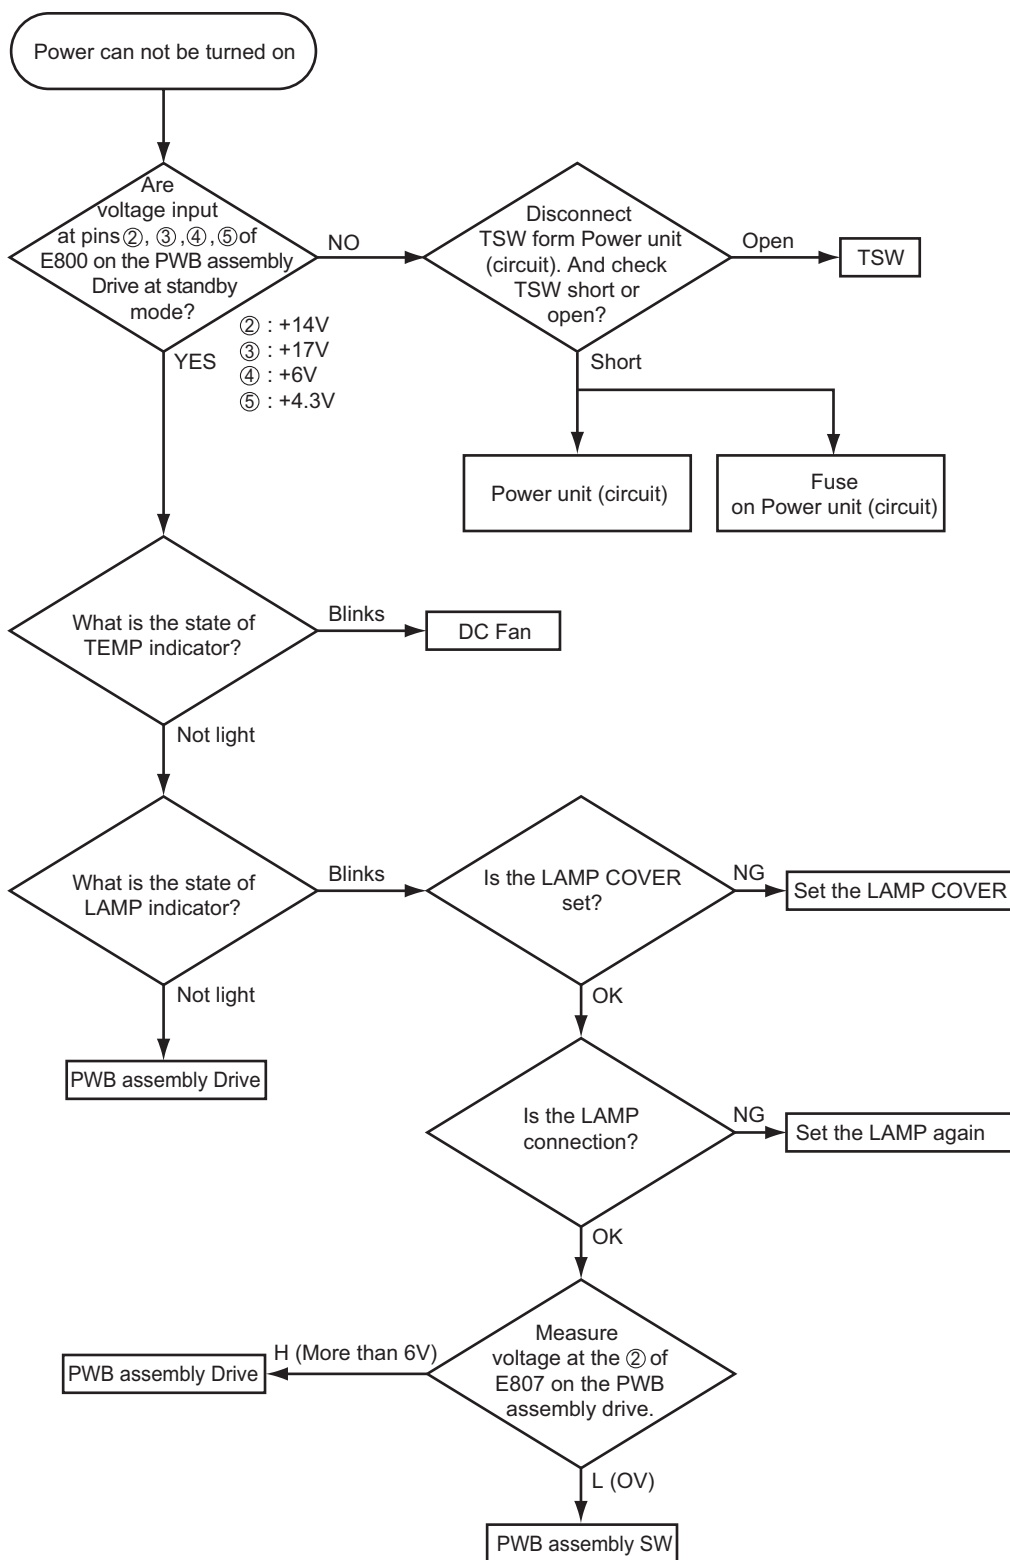 Power can not be turned on
Are
voltage input
at pins ②, ③, ④, ⑤ of
E800 on the PWB assembly
Drive at standby
mode?
NO
Disconnect
TSW form Power unit
(circuit). And check
TSW short or
open?
Open
TSW
② : +14V
③ : +17V
④ : +6V
⑤ : +4.3V
YES
Short
Power unit (circuit)
Fuse
on Power unit (circuit)
What is the state of
TEMP indicator?
Blinks
DC Fan
Not light
What is the state of
LAMP indicator?
Blinks
Is the LAMP COVER
set?
NG
Set the LAMP COVER
Not light
OK
PWB assembly Drive
Is the LAMP
connection?
NG
Set the LAMP again
OK
Measure
voltage at the ② of
E807 on the PWB
assembly drive.
H (More than 6V)
PWB assembly Drive
L (OV)
PWB assembly SW